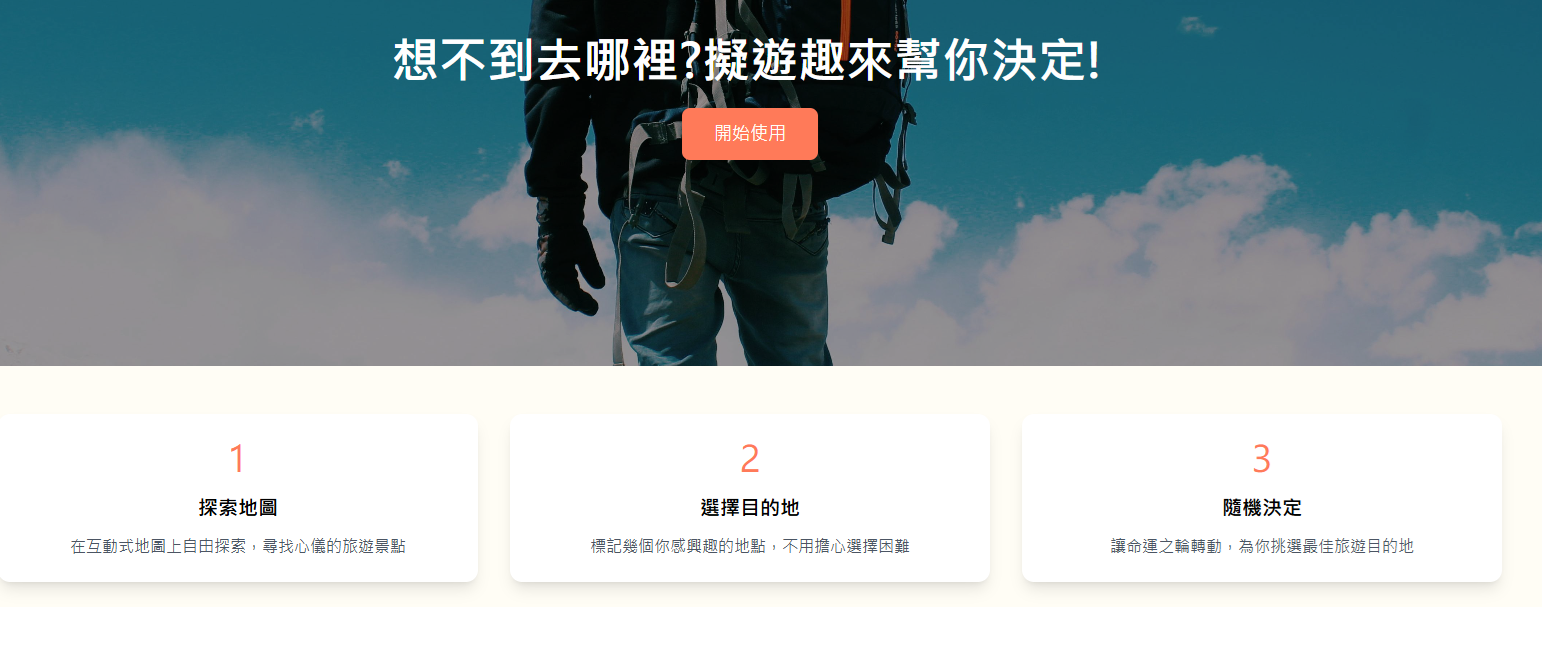 想不到去哪裡?擬遊趣來幫你決定!
開始使用
1
探索地圖
在互動式地圖上自由探索，尋找心儀的旅遊景點
2
選擇目的地
標記幾個你感興趣的地點，不用擔心選擇困難
3
隨機決定
讓命運之輪轉動，為你挑選最佳旅遊目的地